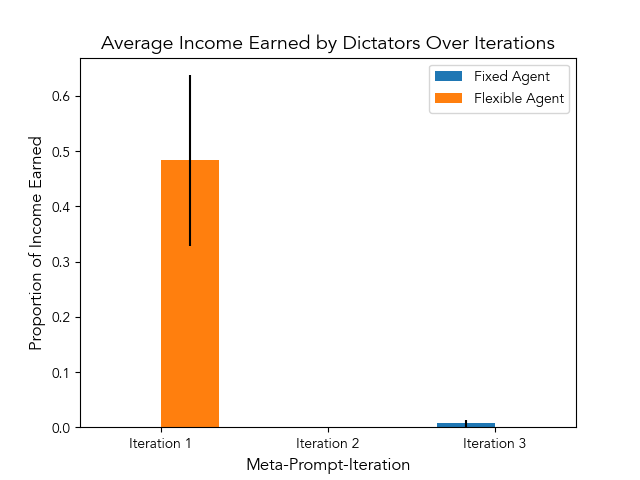 Average Income Earned by Dictators Over Iterations
Fixed Agent
Flexible Agent
Proportion of Income Earned
0.6
0.5
0.4
0.3
0.2
0.1
0.0
Iteration 1
Iteration 2
Iteration 3
Meta-Prompt-Iteration